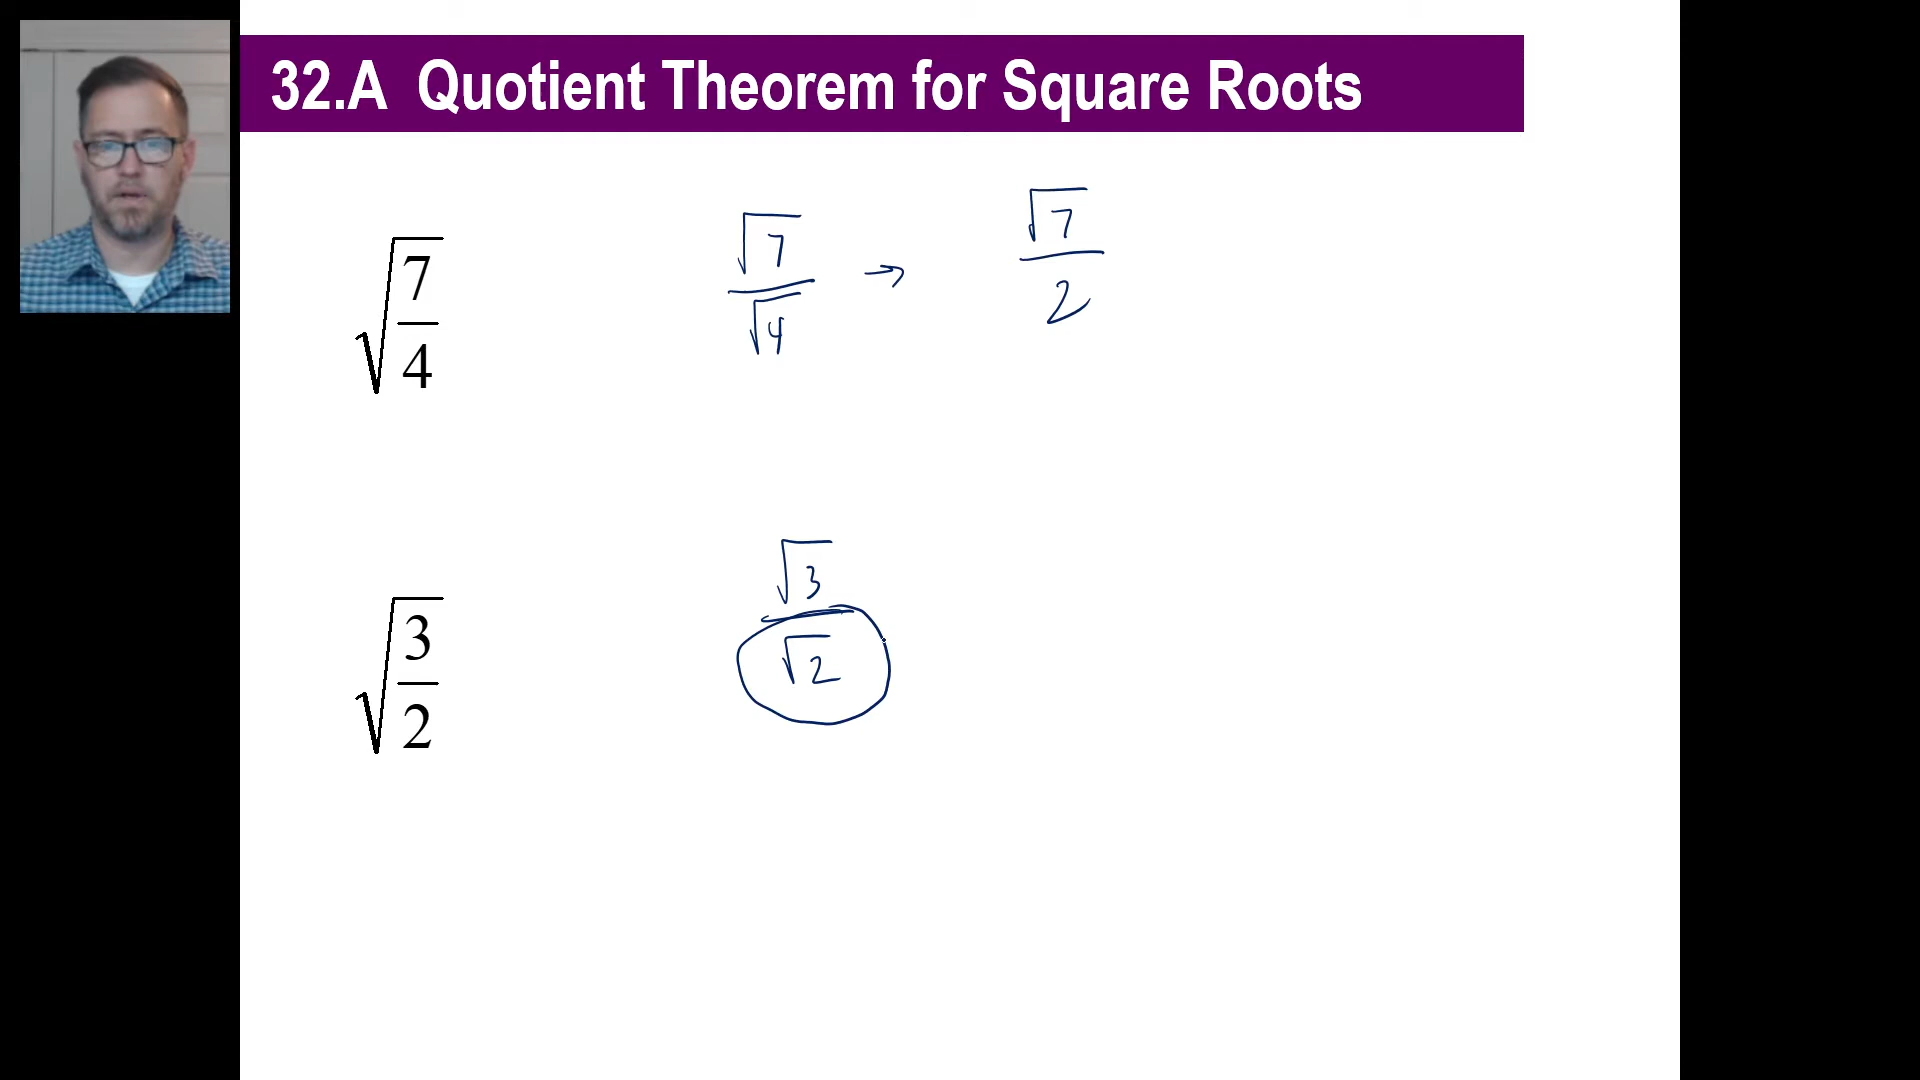 32.A Quotient Theorem for Square Roots
√(7/4) √7/√4 → √7/2
√(3/2) √3/√2